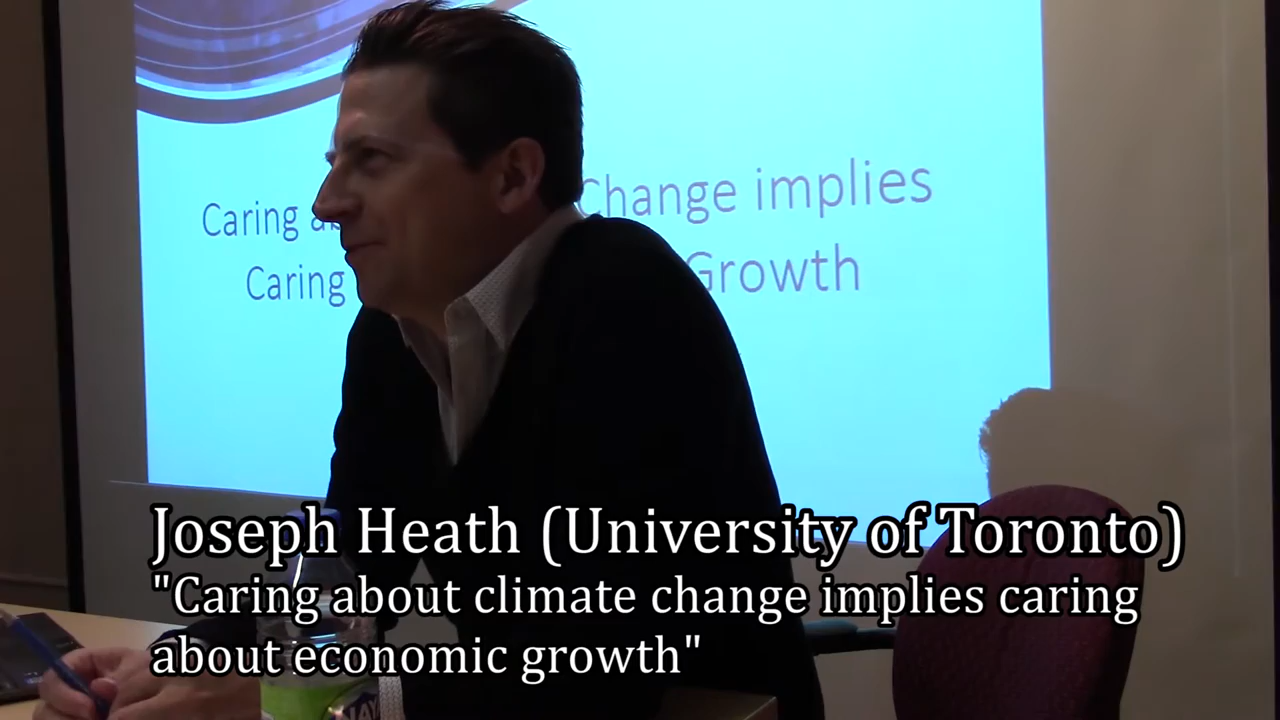 Caring Change implies
Caring Growth
Joseph Heath (University of Toronto)
"Caring about climate change implies caring
about economic growth"